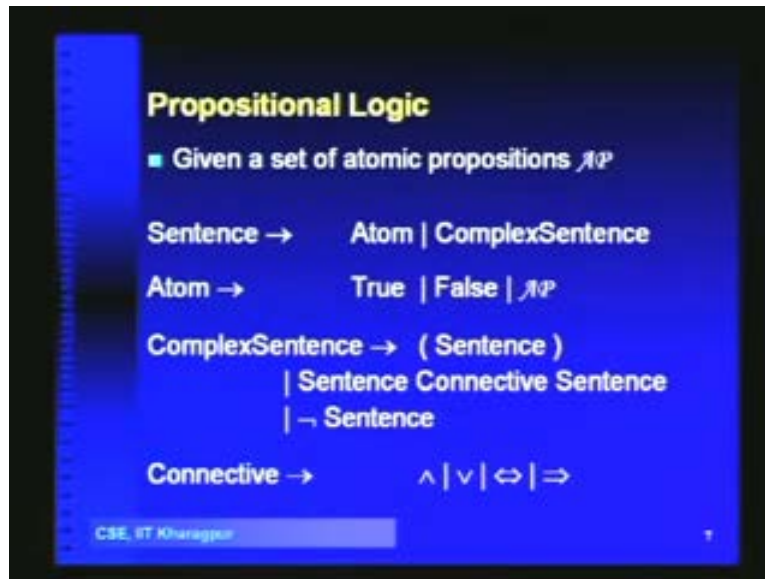 Propositional Logic
Given a set of atomic propositions 𝒜𝒫
Sentence → Atom | ComplexSentence
Atom → True | False | 𝒜𝒫
ComplexSentence → ( Sentence )
| Sentence Connective Sentence
| ¬ Sentence
Connective → ∧ | ∨ | ⇔ | ⇒
CSE, IIT Kharagpur
7